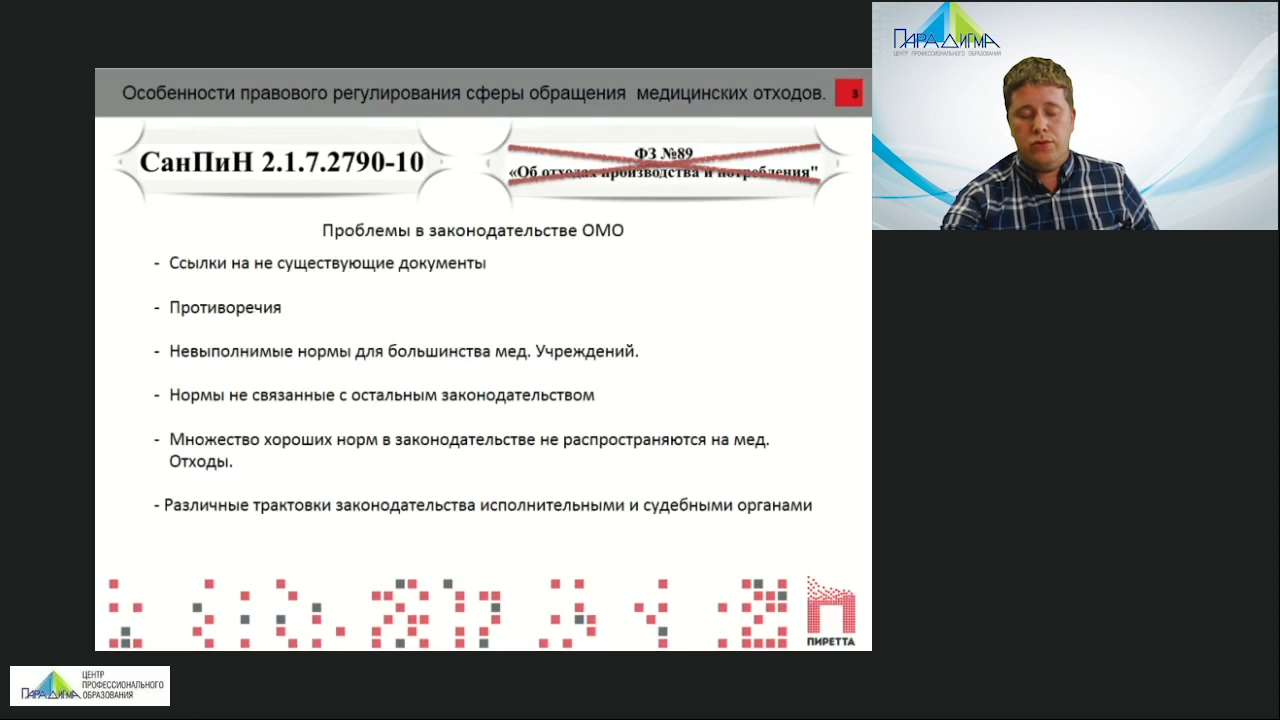 Особенности правового регулирования сферы обращения медицинских отходов.
3
СанПиН 2.1.7.2790-10
ФЗ №89
«Об отходах производства и потребления"
Проблемы в законодательстве ОМО
- Ссылки на не существующие документы
- Противоречия
- Невыполнимые нормы для большинства мед. Учреждений.
- Нормы не связанные с остальным законодательством
- Множество хороших норм в законодательстве не распространяются на мед.
Отходы.
- Различные трактовки законодательства исполнительными и судебными органами
ПИРЕТТА
ПАРАДИГМА
ЦЕНТР ПРОФЕССИОНАЛЬНОГО ОБРАЗОВАНИЯ
ПАРАДИГМА
ЦЕНТР
ПРОФЕССИОНАЛЬНОГО
ОБРАЗОВАНИЯ